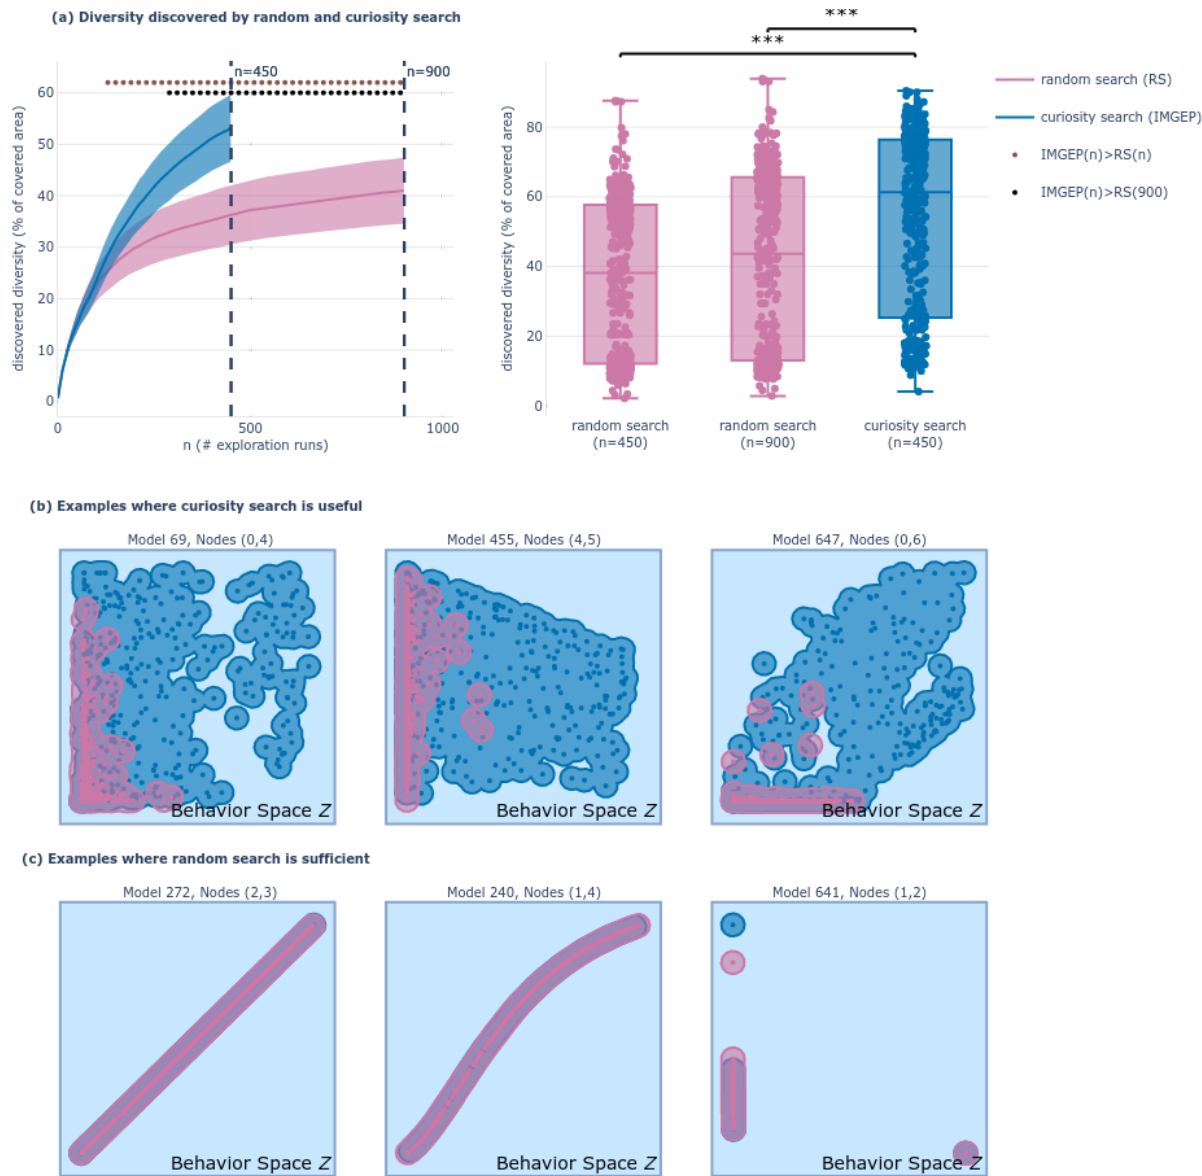 (a) Diversity discovered by random and curiosity search
n=450
n=900
discovered diversity (% of covered area)
60
50
40
30
20
10
0
0
500
1000
n (# exploration runs)
***
***
discovered diversity (% of covered area)
80
60
40
20
0
random search
(n=450)
random search
(n=900)
curiosity search
(n=450)
random search (RS)
curiosity search (IMGEP)
IMGEP(n)>RS(n)
IMGEP(n)>RS(900)
(b) Examples where curiosity search is useful
Model 69, Nodes (0,4)
Behavior Space Z
Model 455, Nodes (4,5)
Behavior Space Z
Model 647, Nodes (0,6)
Behavior Space Z
(c) Examples where random search is sufficient
Model 272, Nodes (2,3)
Behavior Space Z
Model 240, Nodes (1,4)
Behavior Space Z
Model 641, Nodes (1,2)
Behavior Space Z